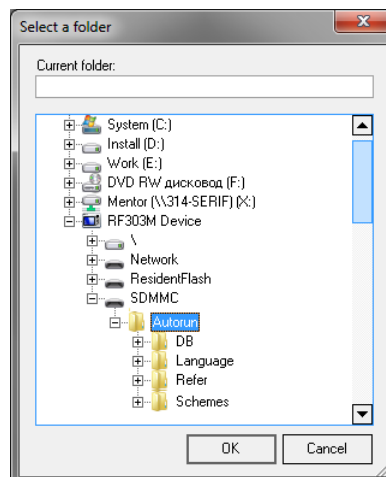 Select a folder
Current folder:
System (C:)
Install (D:)
Work (E:)
DVD RW дисковод (F:)
Mentor (\\314-SERIF) (X:)
RF303M Device
\
Network
ResidentFlash
SDMMC
Autorun
DB
Language
Refer
Schemes
OK Cancel